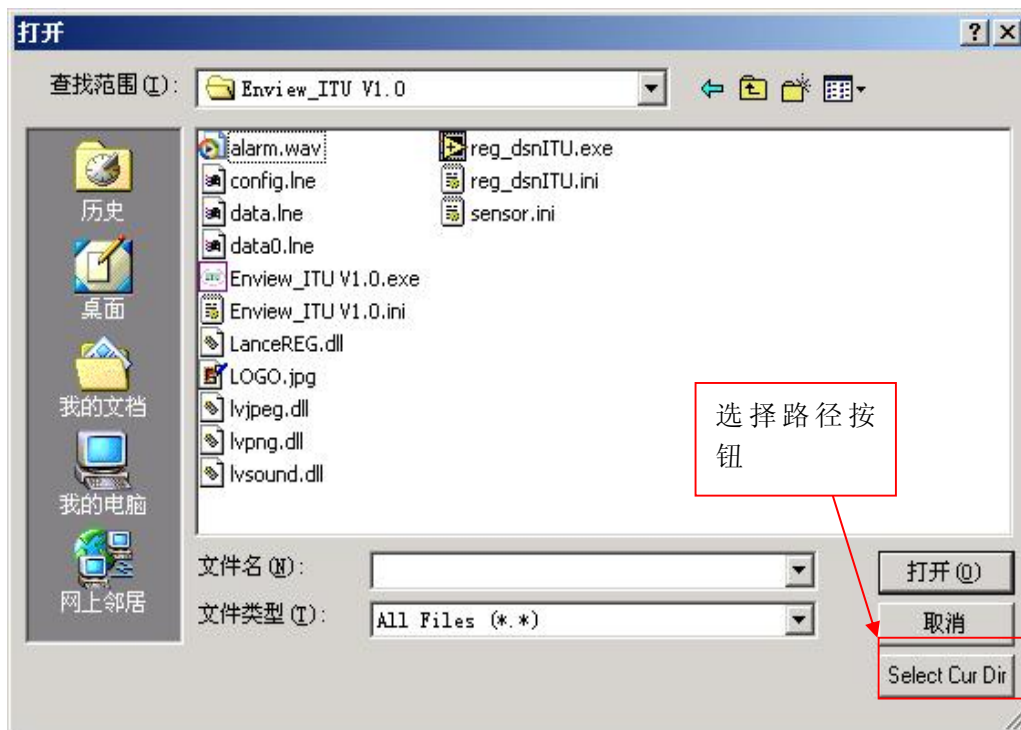 打开
查找范围(I):
Enview_ITU V1.0
历史
桌面
我的文档
我的电脑
网上邻居
alarm.wav
config.lne
data.lne
data0.lne
Enview_ITU V1.0.exe
Enview_ITU V1.0.ini
LanceREG.dll
LOGO.jpg
lvjpeg.dll
lvpng.dll
lvsound.dll
reg_dsnITU.exe
reg_dsnITU.ini
sensor.ini
选择路径按
钮
文件名(N):
打开(O)
文件类型(T):
All Files (*.*)
取消
Select Cur Dir